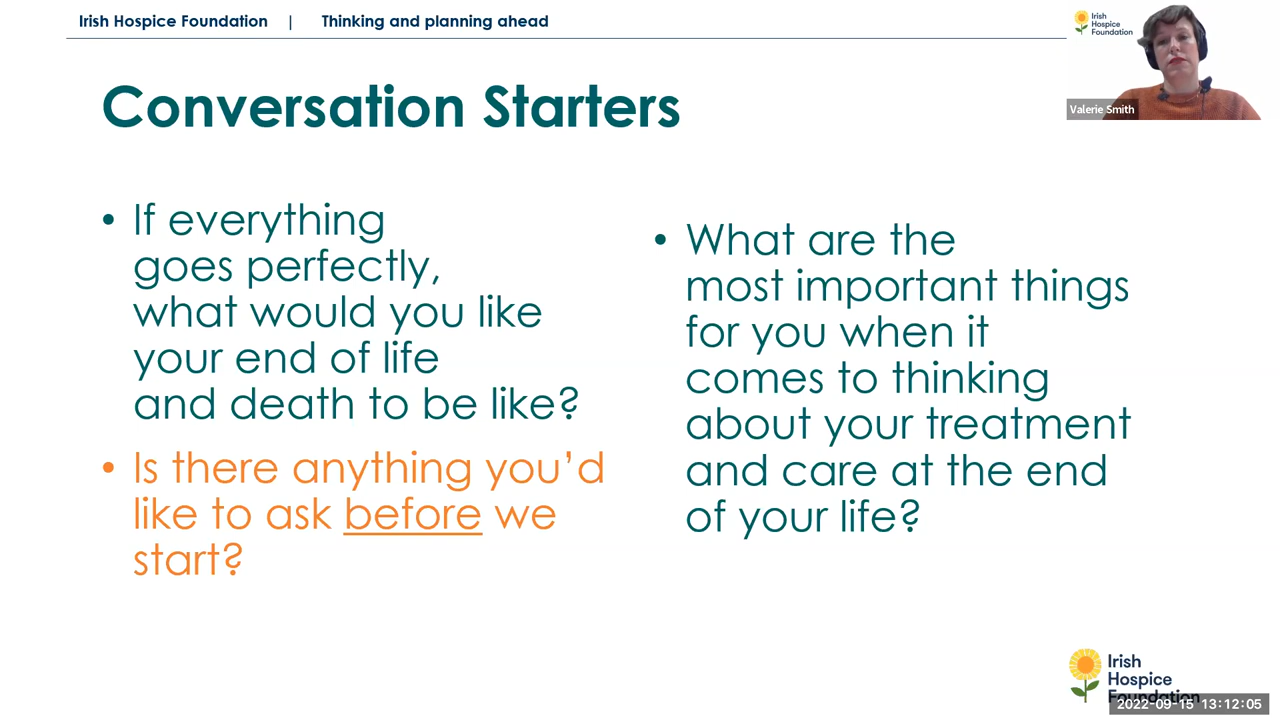 Irish Hospice Foundation | Thinking and planning ahead
Irish
Hospice
Foundation
Valerie Smith
Conversation Starters
• If everything
goes perfectly,
what would you like
your end of life
and death to be like?
• Is there anything you’d
like to ask before we
start?
• What are the
most important things
for you when it
comes to thinking
about your treatment
and care at the end
of your life?
Irish
Hospice
Foundation
2022-09-15 13:12:05